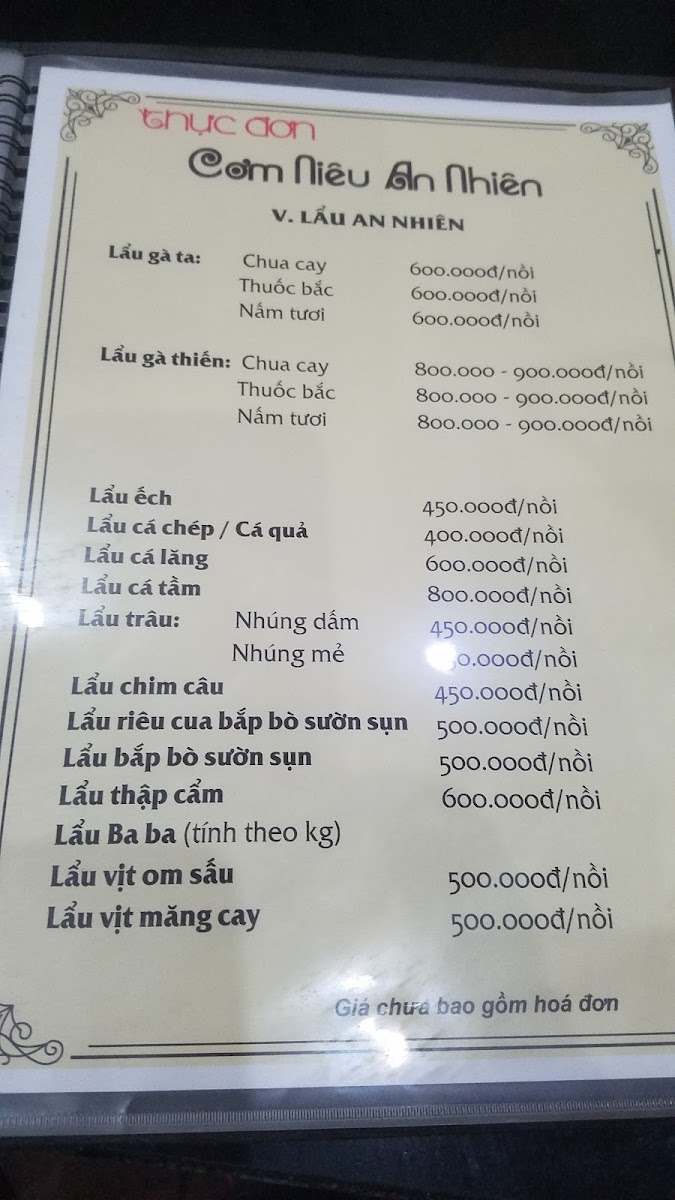 thực đơn
Cơm Niêu An Nhiên
V. LẨU AN NHIÊN
Lẩu gà ta: Chua cay 600.000đ/nồi
Thuốc bắc 600.000đ/nồi
Nấm tươi 600.000đ/nồi
Lẩu gà thiến: Chua cay 800.000 - 900.000đ/nồi
Thuốc bắc 800.000 - 900.000đ/nồi
Nấm tươi 800.000 - 900.000đ/nồi
Lẩu ếch 450.000đ/nồi
Lẩu cá chép / Cá quả 400.000đ/nồi
Lẩu cá lăng 600.000đ/nồi
Lẩu cá tầm 800.000đ/nồi
Lẩu trâu: Nhúng dấm 450.000đ/nồi
Nhúng mẻ
Lẩu chim câu 450.000đ/nồi
Lẩu riêu cua bắp bò sườn sụn 500.000đ/nồi
Lẩu bắp bò sườn sụn 500.000đ/nồi
Lẩu thập cẩm 600.000đ/nồi
Lẩu Ba ba (tính theo kg)
Lẩu vịt om sấu 500.000đ/nồi
Lẩu vịt măng cay 500.000đ/nồi
Giá chưa bao gồm hoá đơn